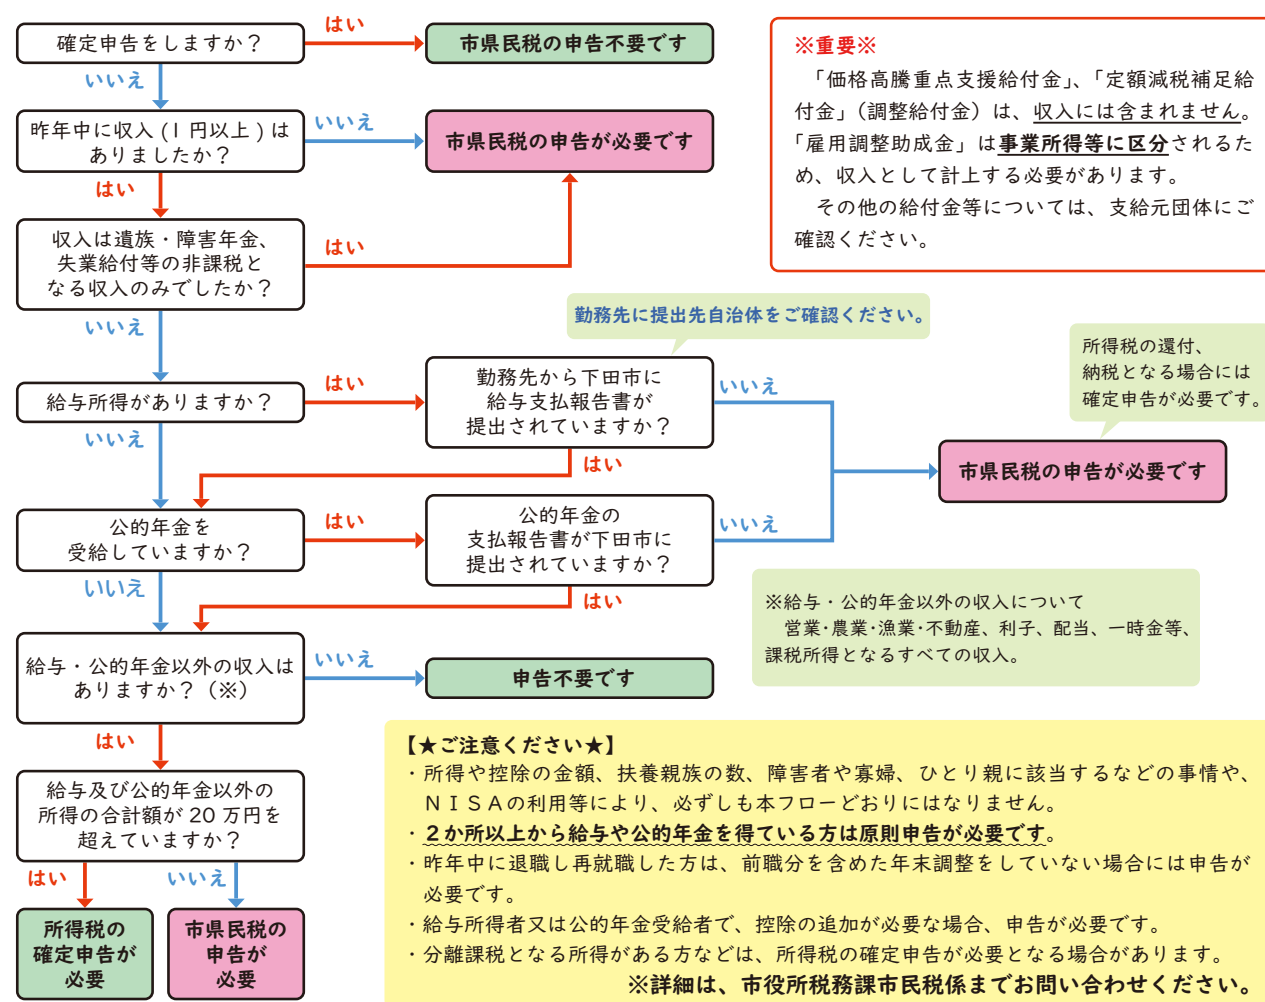 確定申告をしますか？
はい
市県民税の申告不要です
いいえ
昨年中に収入 (1 円以上 ) は
ありましたか？
いいえ
市県民税の申告が必要です
はい
収入は遺族・障害年金、
失業給付等の非課税と
なる収入のみでしたか？
はい
いいえ
給与所得がありますか？
はい
勤務先に提出先自治体をご確認ください。
勤務先から下田市に
給与支払報告書が
提出されていますか？
いいえ
はい
いいえ
公的年金を
受給していますか？
はい
公的年金の
支払報告書が下田市に
提出されていますか？
いいえ
はい
所得税の還付、
納税となる場合には
確定申告が必要です。
市県民税の申告が必要です
いいえ
給与・公的年金以外の収入は
ありますか？（※）
いいえ
申告不要です
はい
給与及び公的年金以外の
所得の合計額が 20 万円を
超えていますか？
はい
いいえ
所得税の
確定申告が
必要
市県民税の
申告が
必要
※重要※
「価格高騰重点支援給付金」、「定額減税補足給
付金」（調整給付金）は、収入には含まれません。
「雇用調整助成金」は事業所得等に区分されるた
め、収入として計上する必要があります。
その他の給付金等については、支給元団体にご
確認ください。
※給与・公的年金以外の収入について
営業・農業・漁業・不動産、利子、配当、一時金等、
課税所得となるすべての収入。
【★ご注意ください★】
・所得や控除の金額、扶養親族の数、障害者や寡婦、ひとり親に該当するなどの事情や、
ＮＩＳＡの利用等により、必ずしも本フローどおりにはなりません。
・２か所以上から給与や公的年金を得ている方は原則申告が必要です。
・昨年中に退職し再就職した方は、前職分を含めた年末調整をしていない場合には申告が
必要です。
・給与所得者又は公的年金受給者で、控除の追加が必要な場合、申告が必要です。
・分離課税となる所得がある方などは、所得税の確定申告が必要となる場合があります。
※詳細は、市役所税務課市民税係までお問い合わせください。